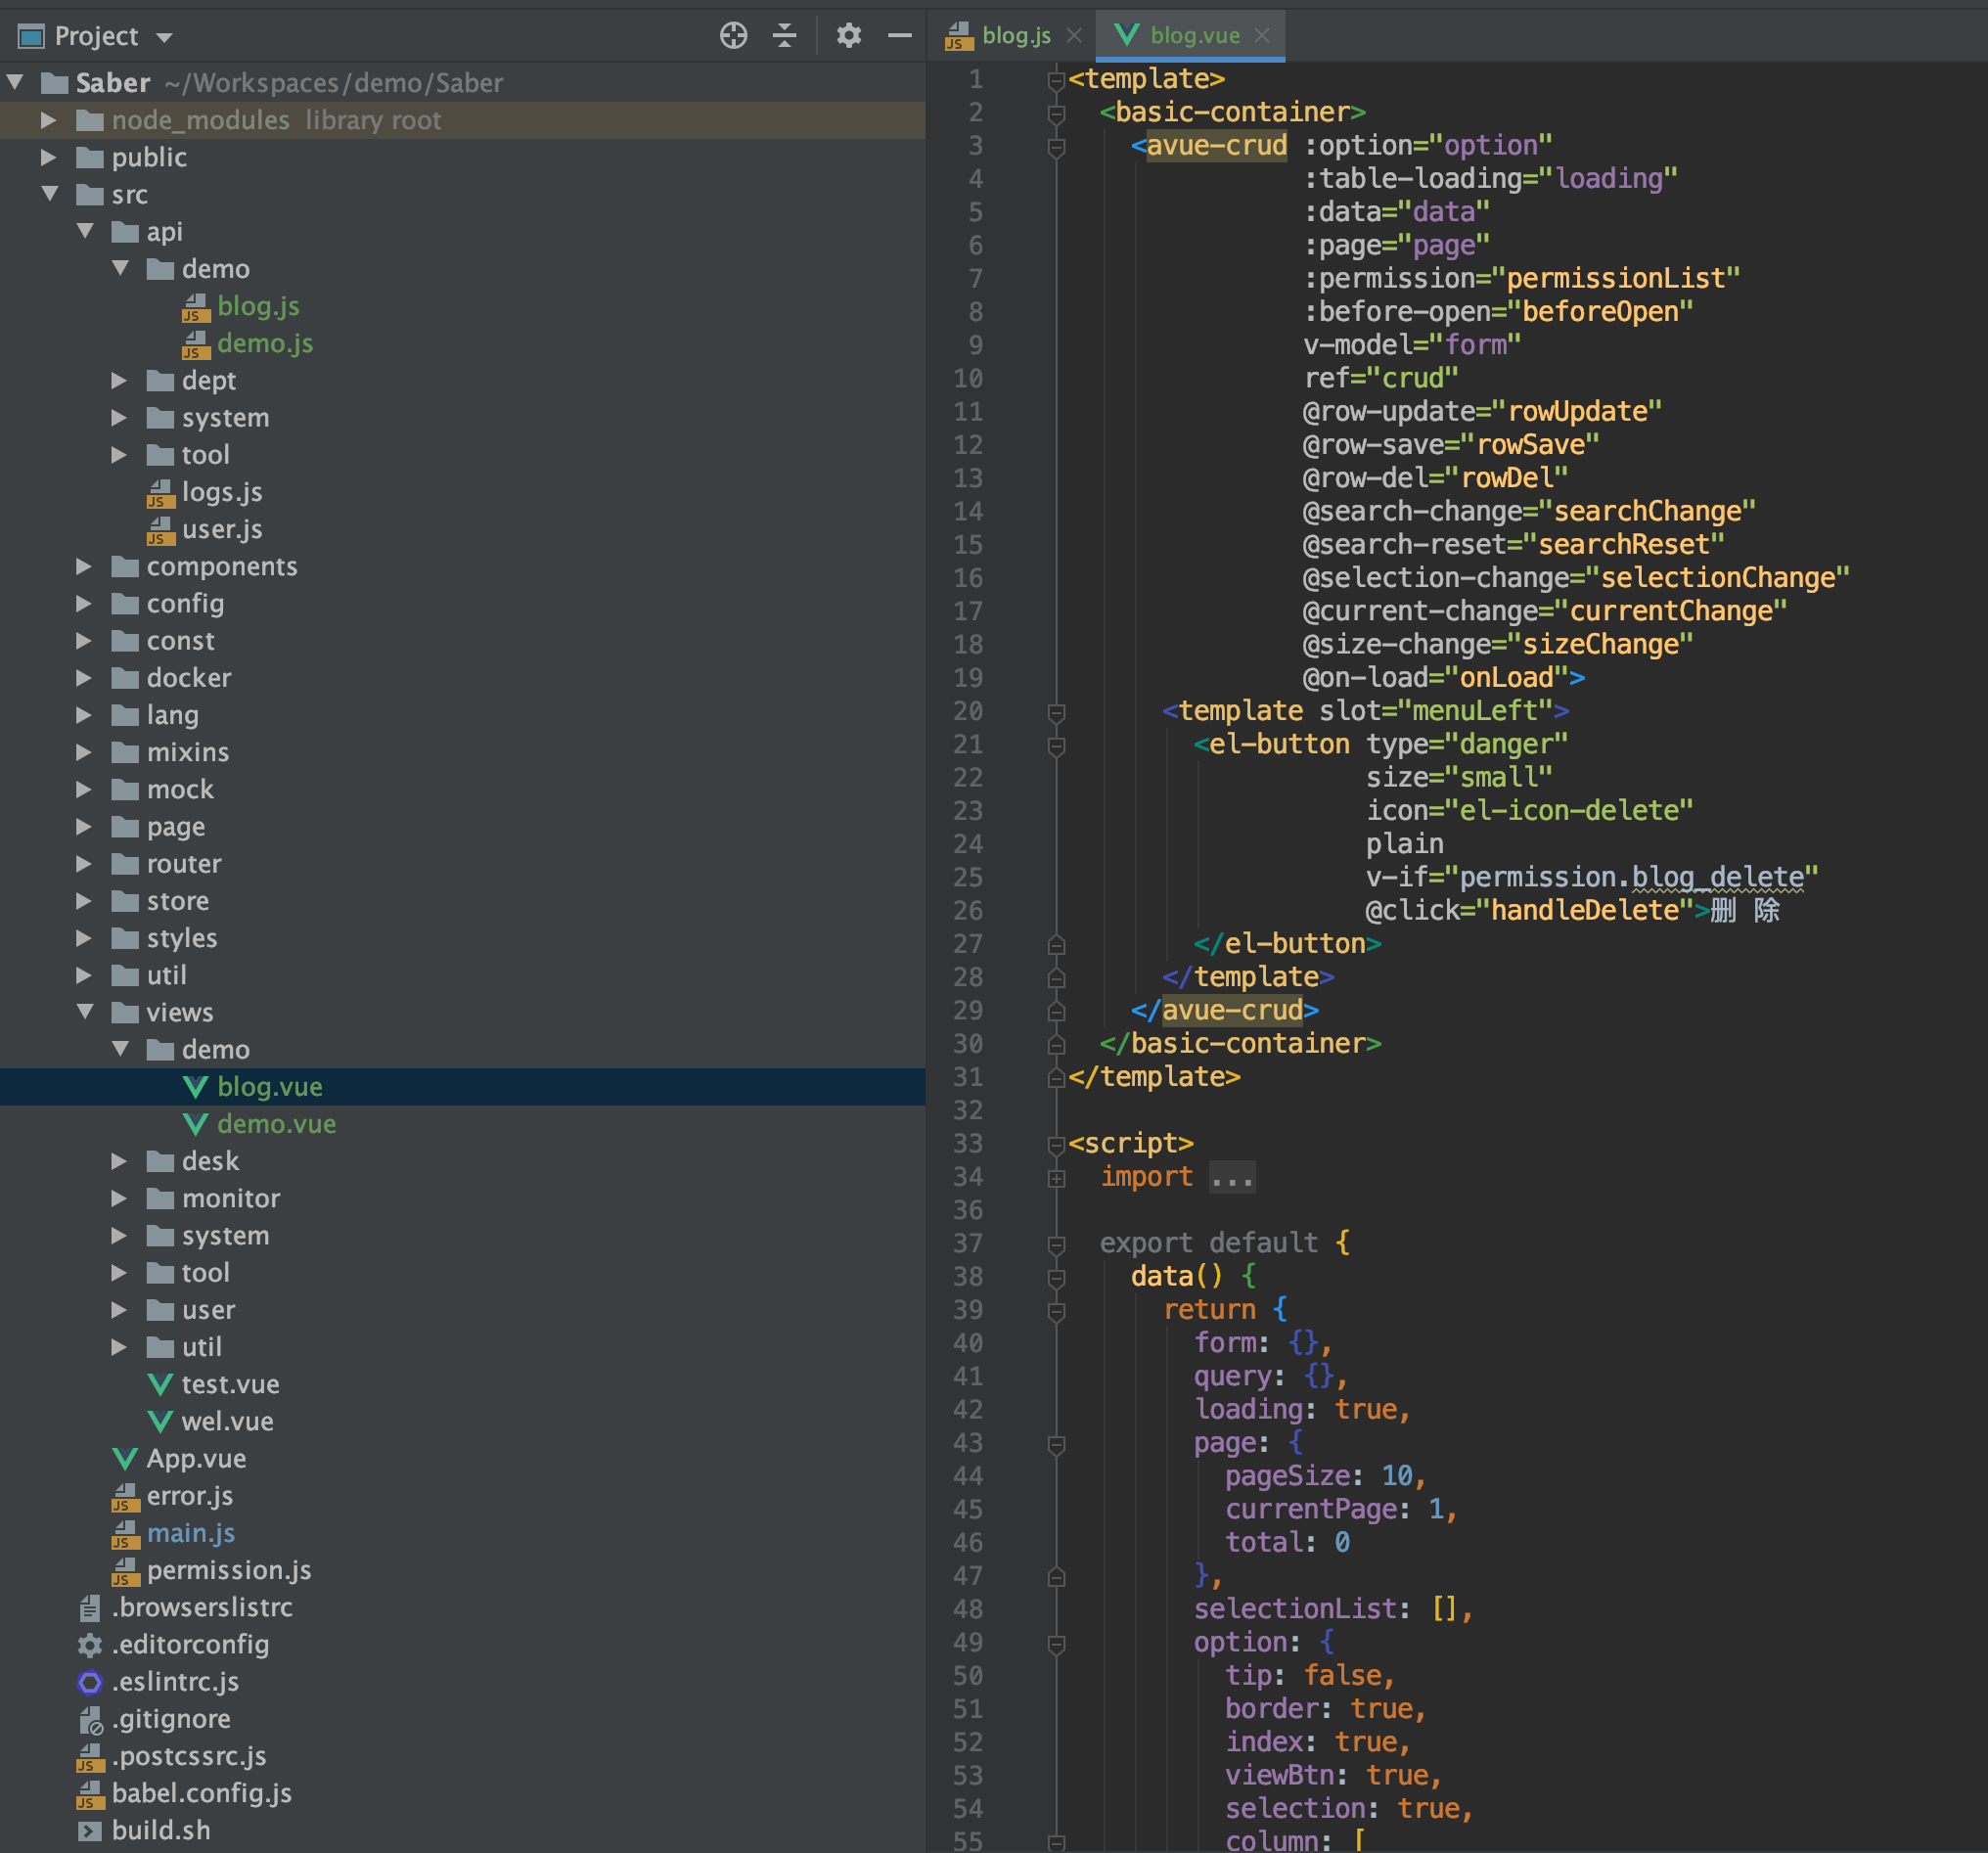 Project
Saber ~/Workspaces/demo/Saber
node_modules library root
public
src
api
demo
blog.js
demo.js
dept
system
tool
logs.js
user.js
components
config
const
docker
lang
mixins
mock
page
router
store
styles
util
views
demo
blog.vue
demo.vue
desk
monitor
system
tool
user
util
test.vue
wel.vue
App.vue
error.js
main.js
permission.js
.browserslistrc
.editorconfig
.eslintrc.js
.gitignore
.postcssrc.js
babel.config.js
build.sh
blog.js blog.vue
1 <template>
2 <basic-container>
3 <avue-crud :option="option"
4 :table-loading="loading"
5 :data="data"
6 :page="page"
7 :permission="permissionList"
8 :before-open="beforeOpen"
9 v-model="form"
10 ref="crud"
11 @row-update="rowUpdate"
12 @row-save="rowSave"
13 @row-del="rowDel"
14 @search-change="searchChange"
15 @search-reset="searchReset"
16 @selection-change="selectionChange"
17 @current-change="currentChange"
18 @size-change="sizeChange"
19 @on-load="onLoad">
20 <template slot="menuLeft">
21 <el-button type="danger"
22 size="small"
23 icon="el-icon-delete"
24 plain
25 v-if="permission.blog_delete"
26 @click="handleDelete">删 除
27 </el-button>
28 </template>
29 </avue-crud>
30 </basic-container>
31 </template>
32
33 <script>
34 import ...
36
37 export default {
38 data() {
39 return {
40 form: {},
41 query: {},
42 loading: true,
43 page: {
44 pageSize: 10,
45 currentPage: 1,
46 total: 0
47 },
48 selectionList: [],
49 option: {
50 tip: false,
51 border: true,
52 index: true,
53 viewBtn: true,
54 selection: true,
55 column: [